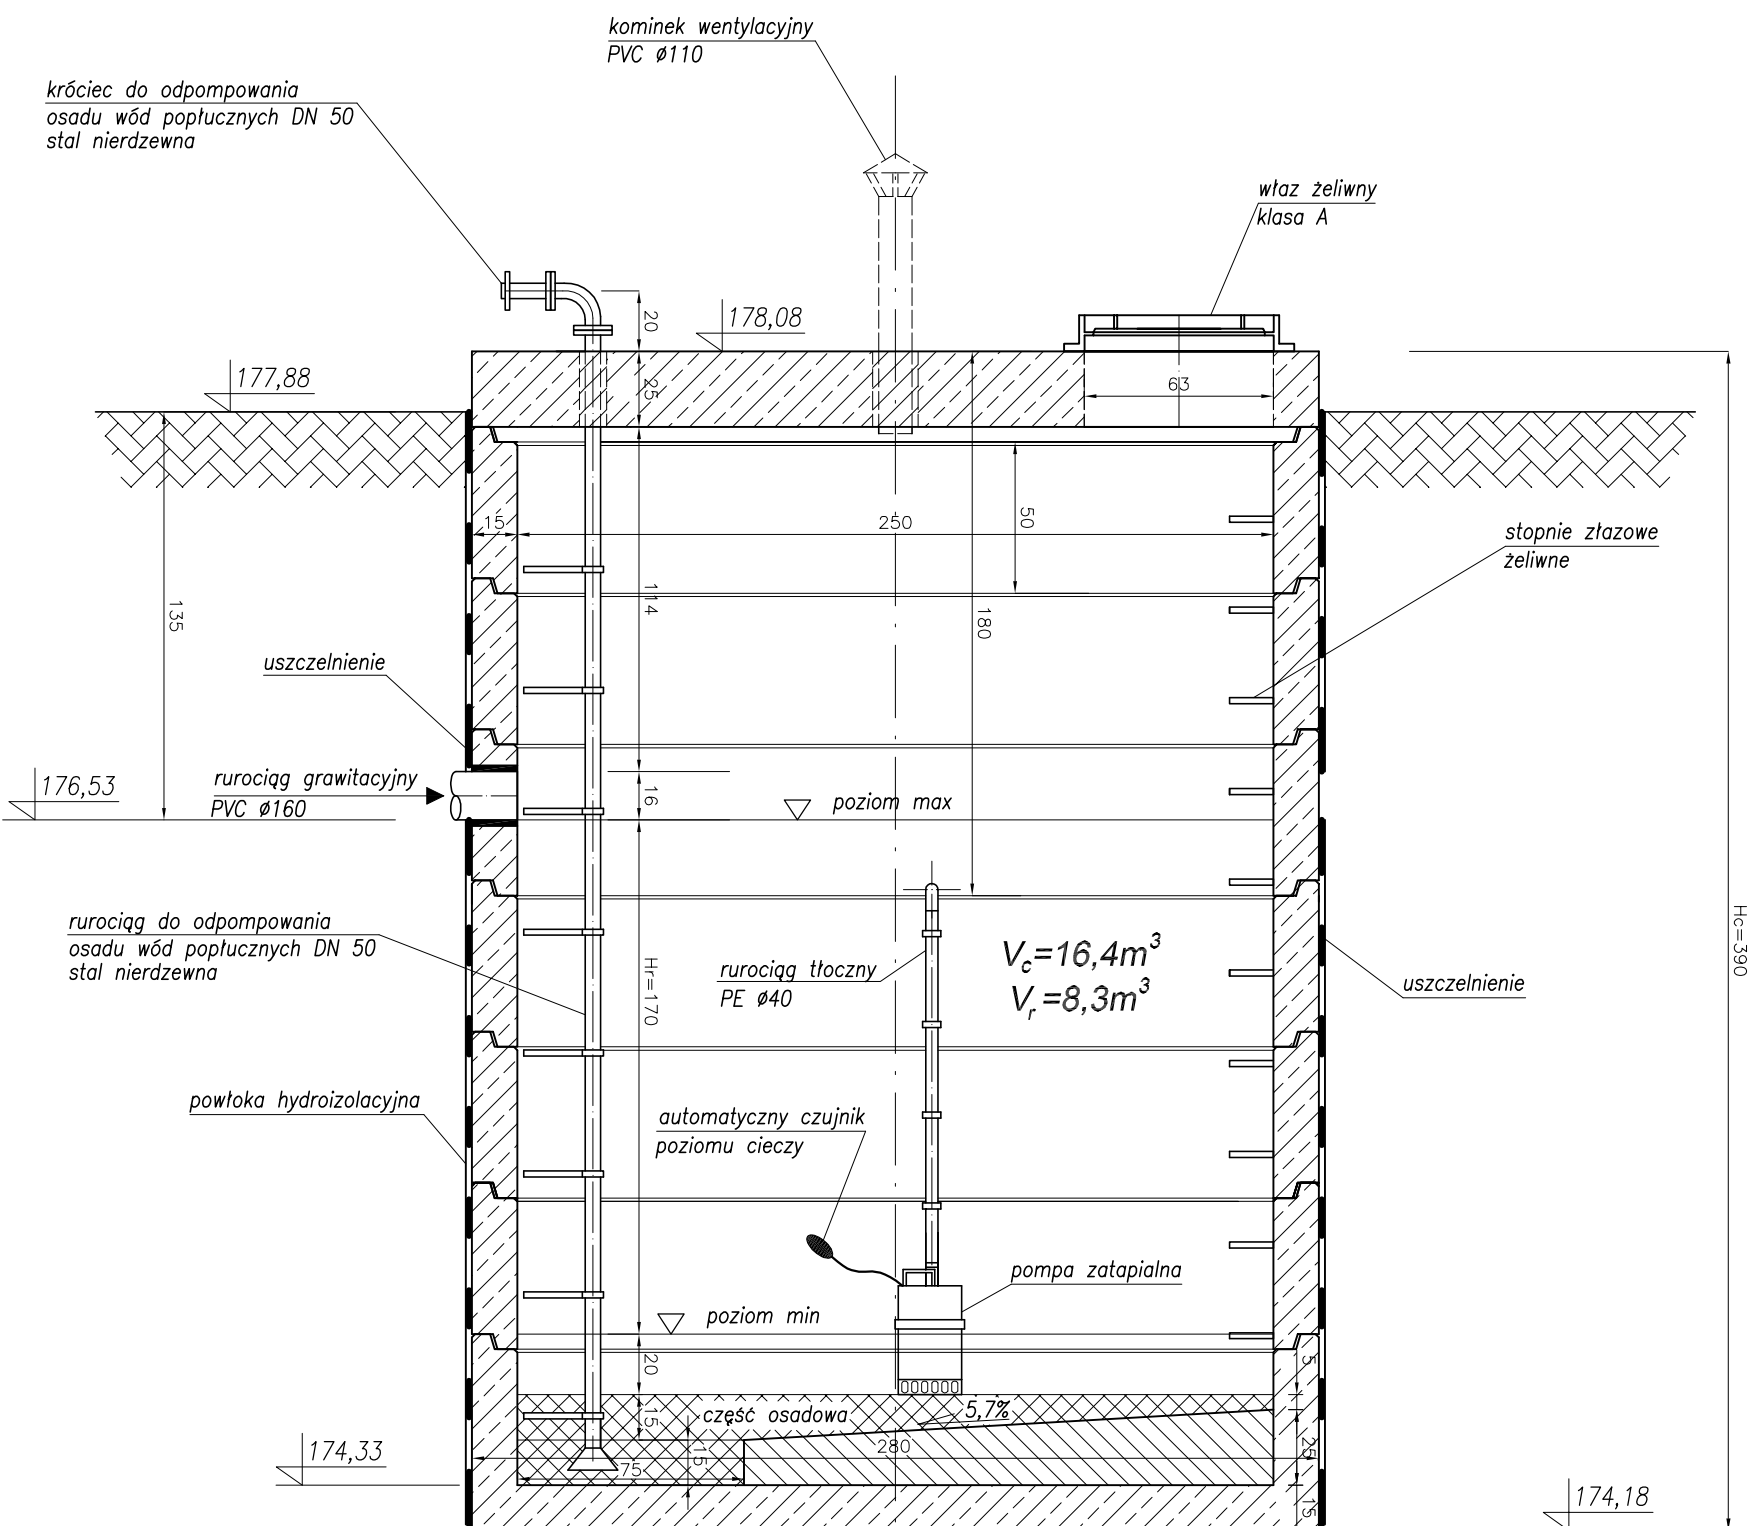 kominek wentylacyjny
PVC ø110
króciec do odpompowania
osadu wód popłucznych DN 50
stal nierdzewna
właz żeliwny
klasa A
178,08
20
177,88
25
63
15
250
50
stopnie złazowe
żeliwne
135
114
180
uszczelnienie
176,53
rurociąg grawitacyjny
PVC ø160
16
poziom max
rurociąg do odpompowania
osadu wód popłucznych DN 50
stal nierdzewna
Hr=170
rurociąg tłoczny
PE ø40
V_c=16,4m³
V_r=8,3m³
Hc=390
uszczelnienie
powłoka hydroizolacyjna
automatyczny czujnik
poziomu cieczy
pompa zatapialna
poziom min
20
5
15
część osadowa
5,7%
174,33
75
15
280
25
15
174,18